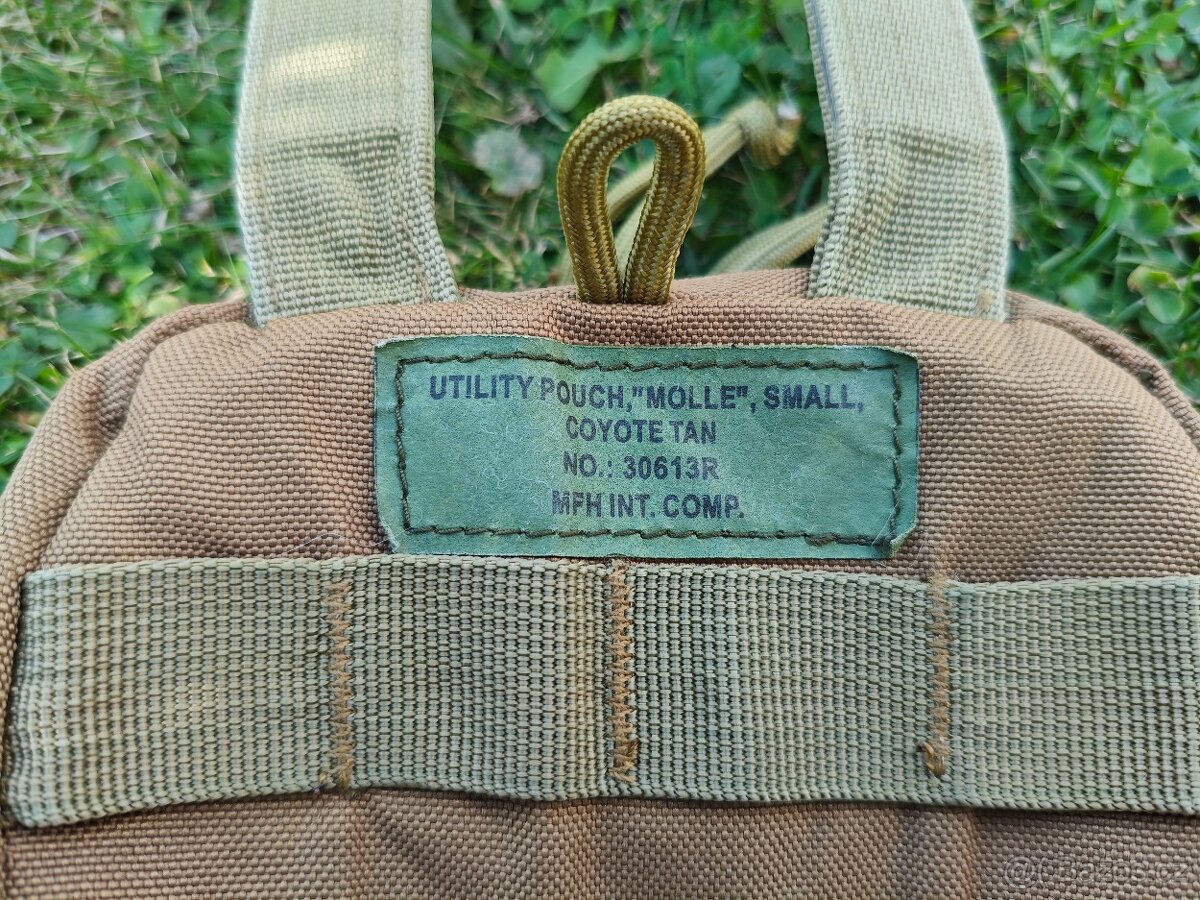 UTILITY POUCH,"MOLLE", SMALL,
COYOTE TAN
NO.: 30613R
MFH INT. COMP.